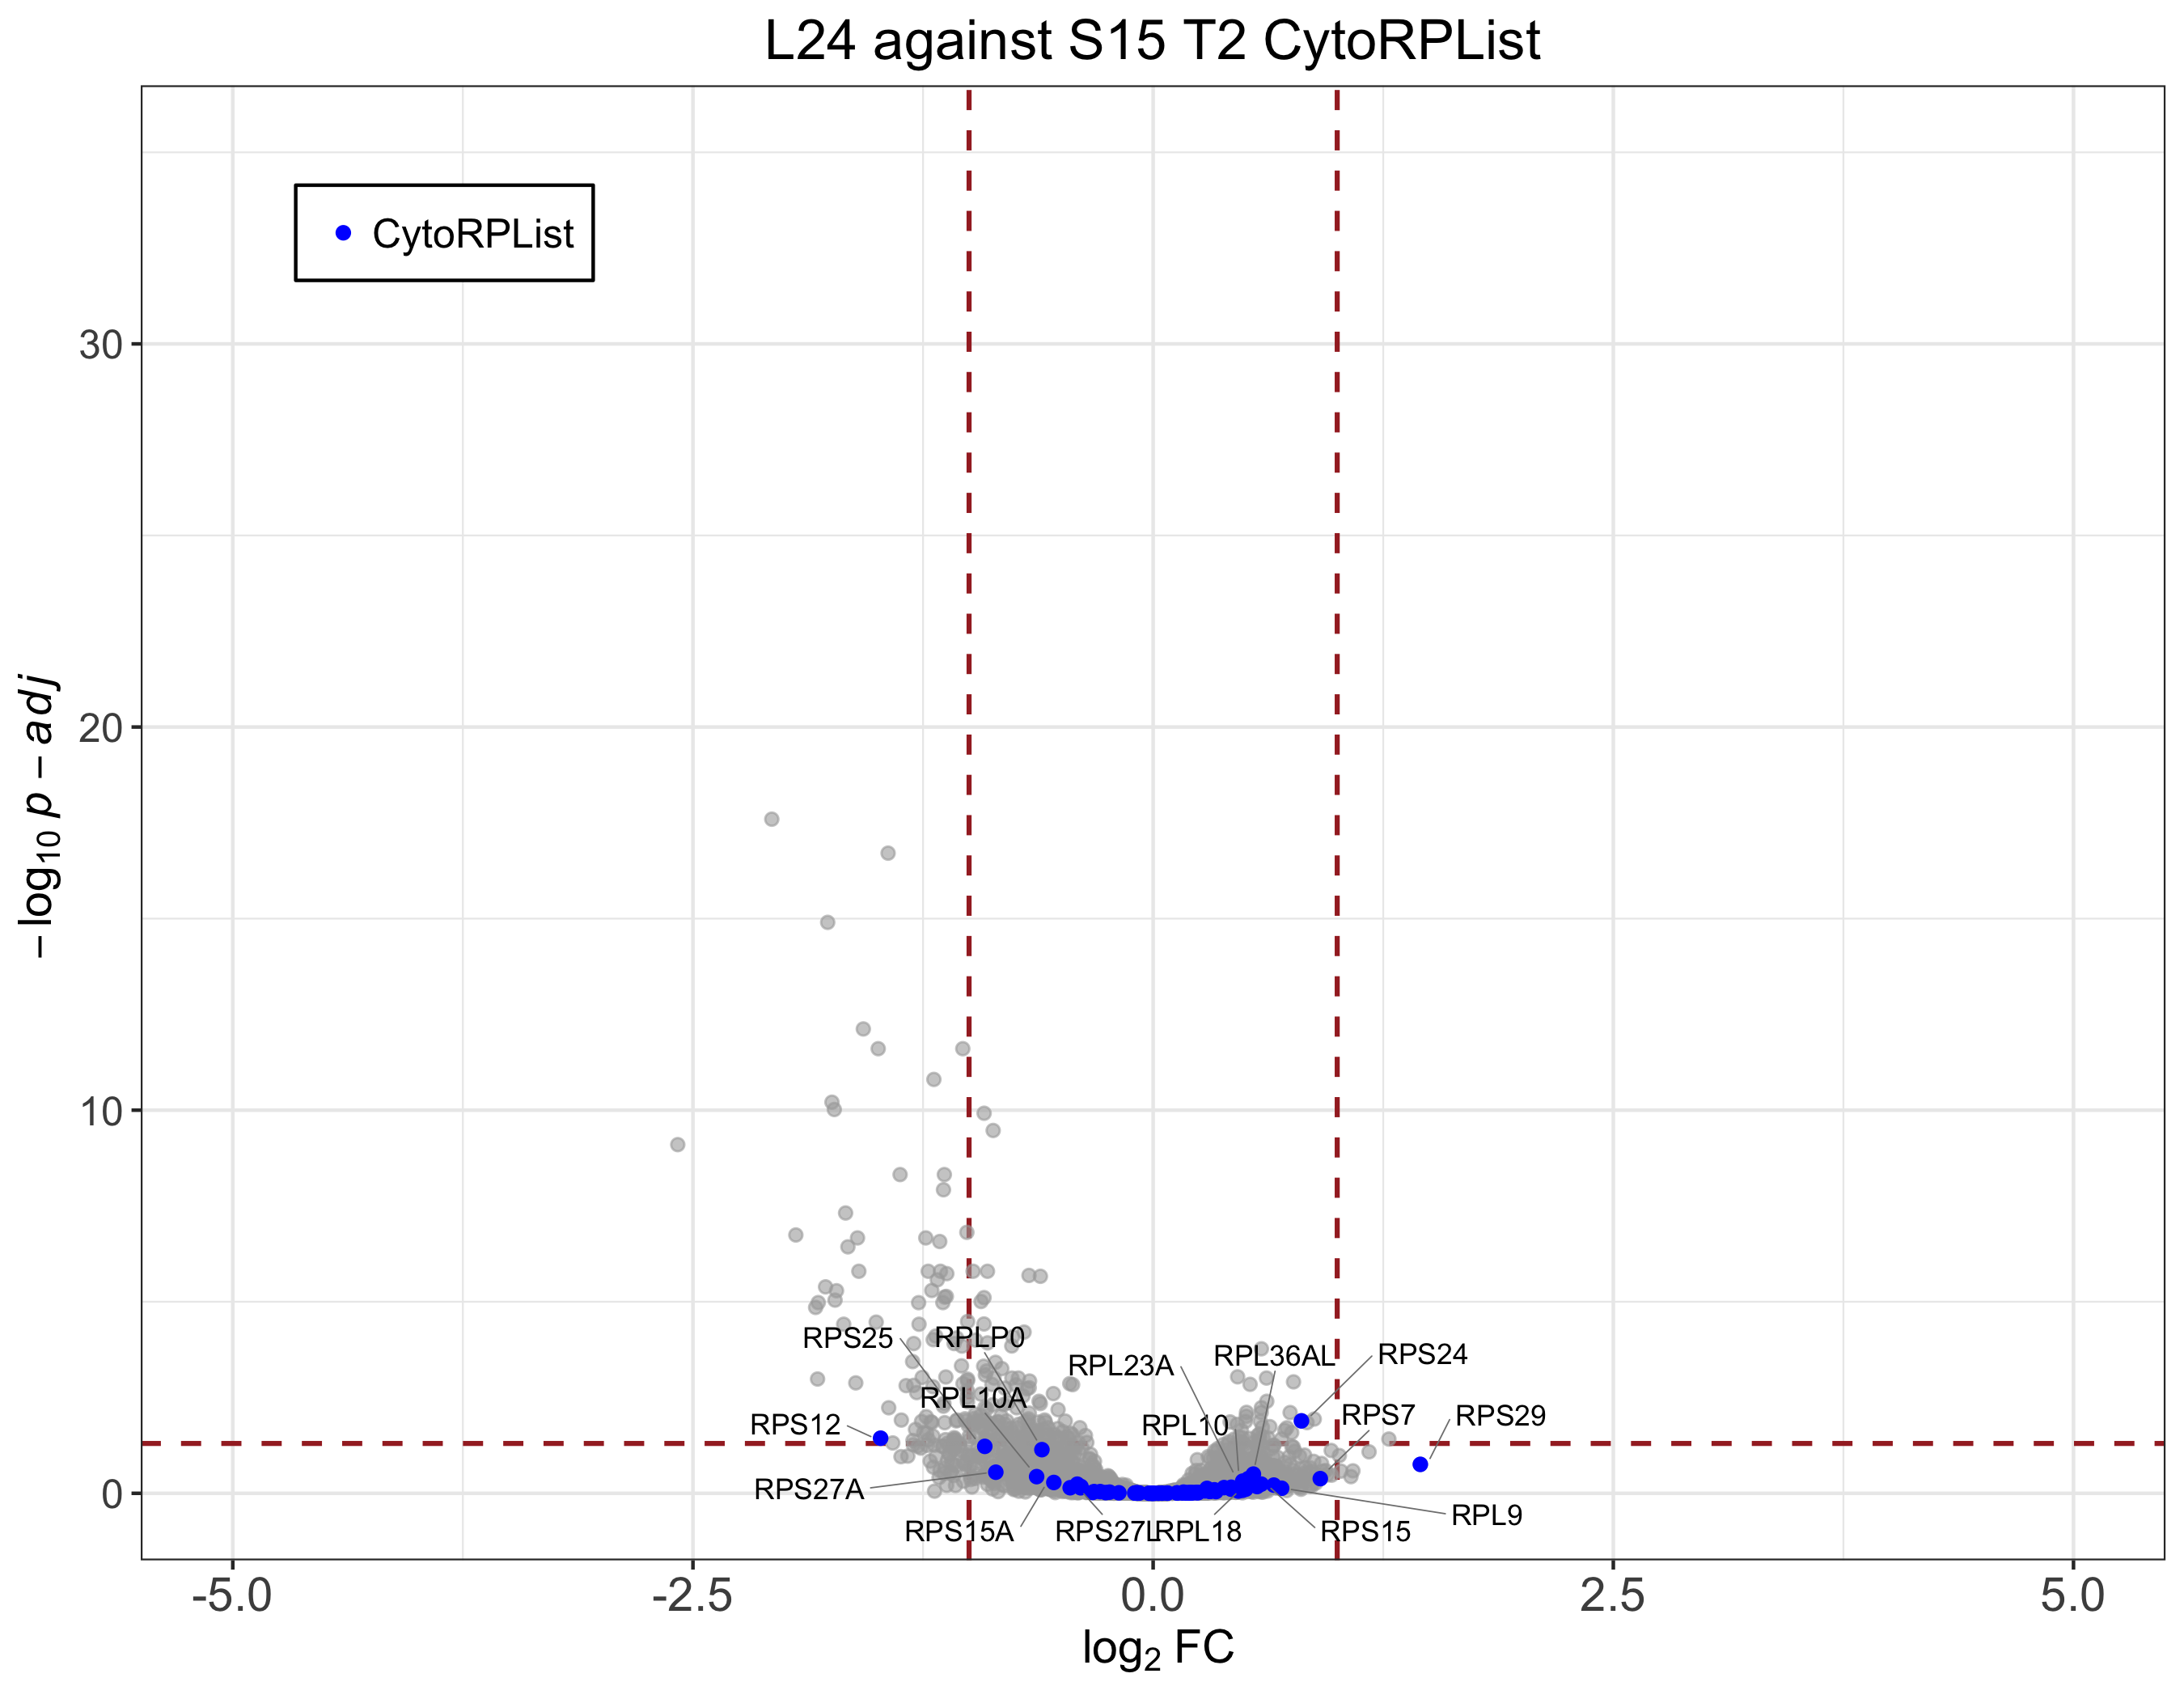 L24 against S15 T2 CytoRPList
CytoRPList
30
20
10
0
−log10 p − adj
RPS25
RPLP0
RPL23A
RPL36AL
RPS24
RPL10A
RPS12
RPL10
RPS7
RPS29
RPS27A
RPS15A
RPS27L
RPL18
RPS15
RPL9
-5.0
-2.5
0.0
2.5
5.0
log2 FC